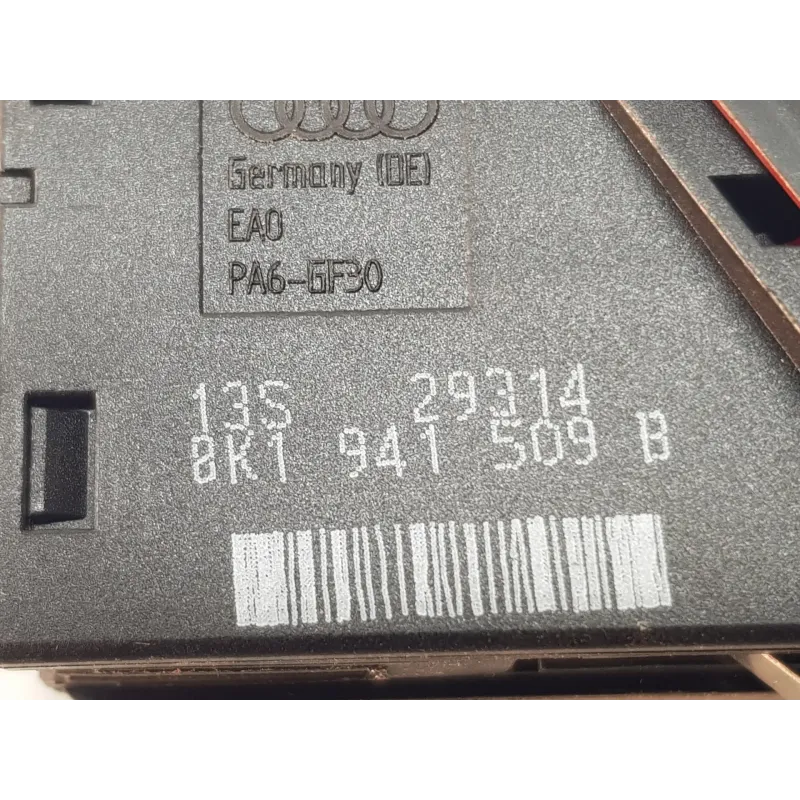 Germany (DE)
EA0
PA6-GF30
13S 29314
8K1 941 509 B